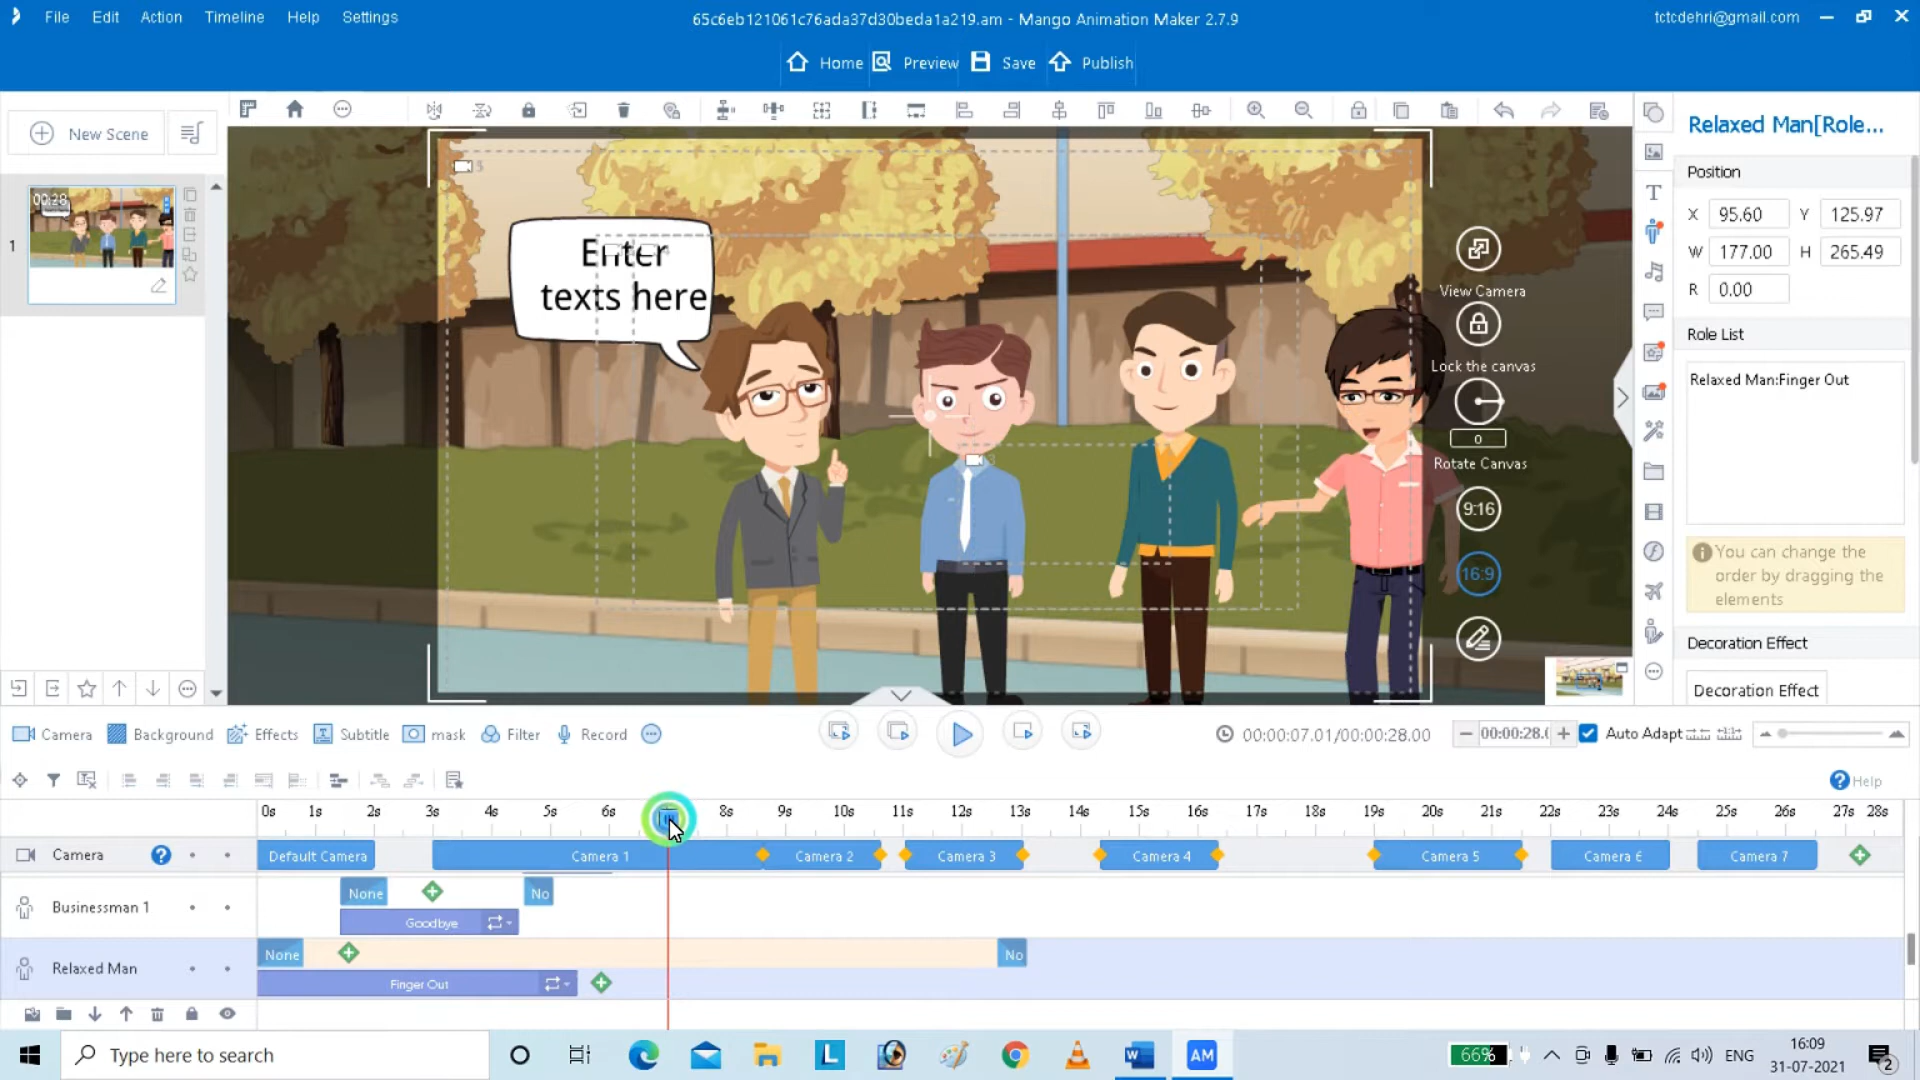 File Edit Action Timeline Help Settings
65c6eb121061c76ada37d30beda1a219.am - Mango Animation Maker 2.7.9
tctcdehri@gmail.com
Home Preview Save Publish
New Scene
Relaxed Man[Role...
Position
X 95.60 Y 125.97
W 177.00 H 265.49
R 0.00
Role List
Relaxed Man:Finger Out
You can change the
order by dragging the
elements
Decoration Effect
Decoration Effect
1
00:28
Enter
texts here
View Camera
Lock the canvas
0
Rotate Canvas
9:16
16:9
Camera Background Effects Subtitle mask Filter Record
00:00:07.01/00:00:28.00
00:00:28.0
Auto Adapt
Help
0s 1s 2s 3s 4s 5s 6s 8s 9s 10s 11s 12s 13s 14s 15s 16s 17s 18s 19s 20s 21s 22s 23s 24s 25s 26s 27s 28s
Camera Default Camera Camera 1 Camera 2 Camera 3 Camera 4 Camera 5 Camera 6 Camera 7
Businessman 1 None No
Goodbye
Relaxed Man None No
Finger Out
Type here to search
L
W
AM
66%
ENG
16:09
31-07-2021
2